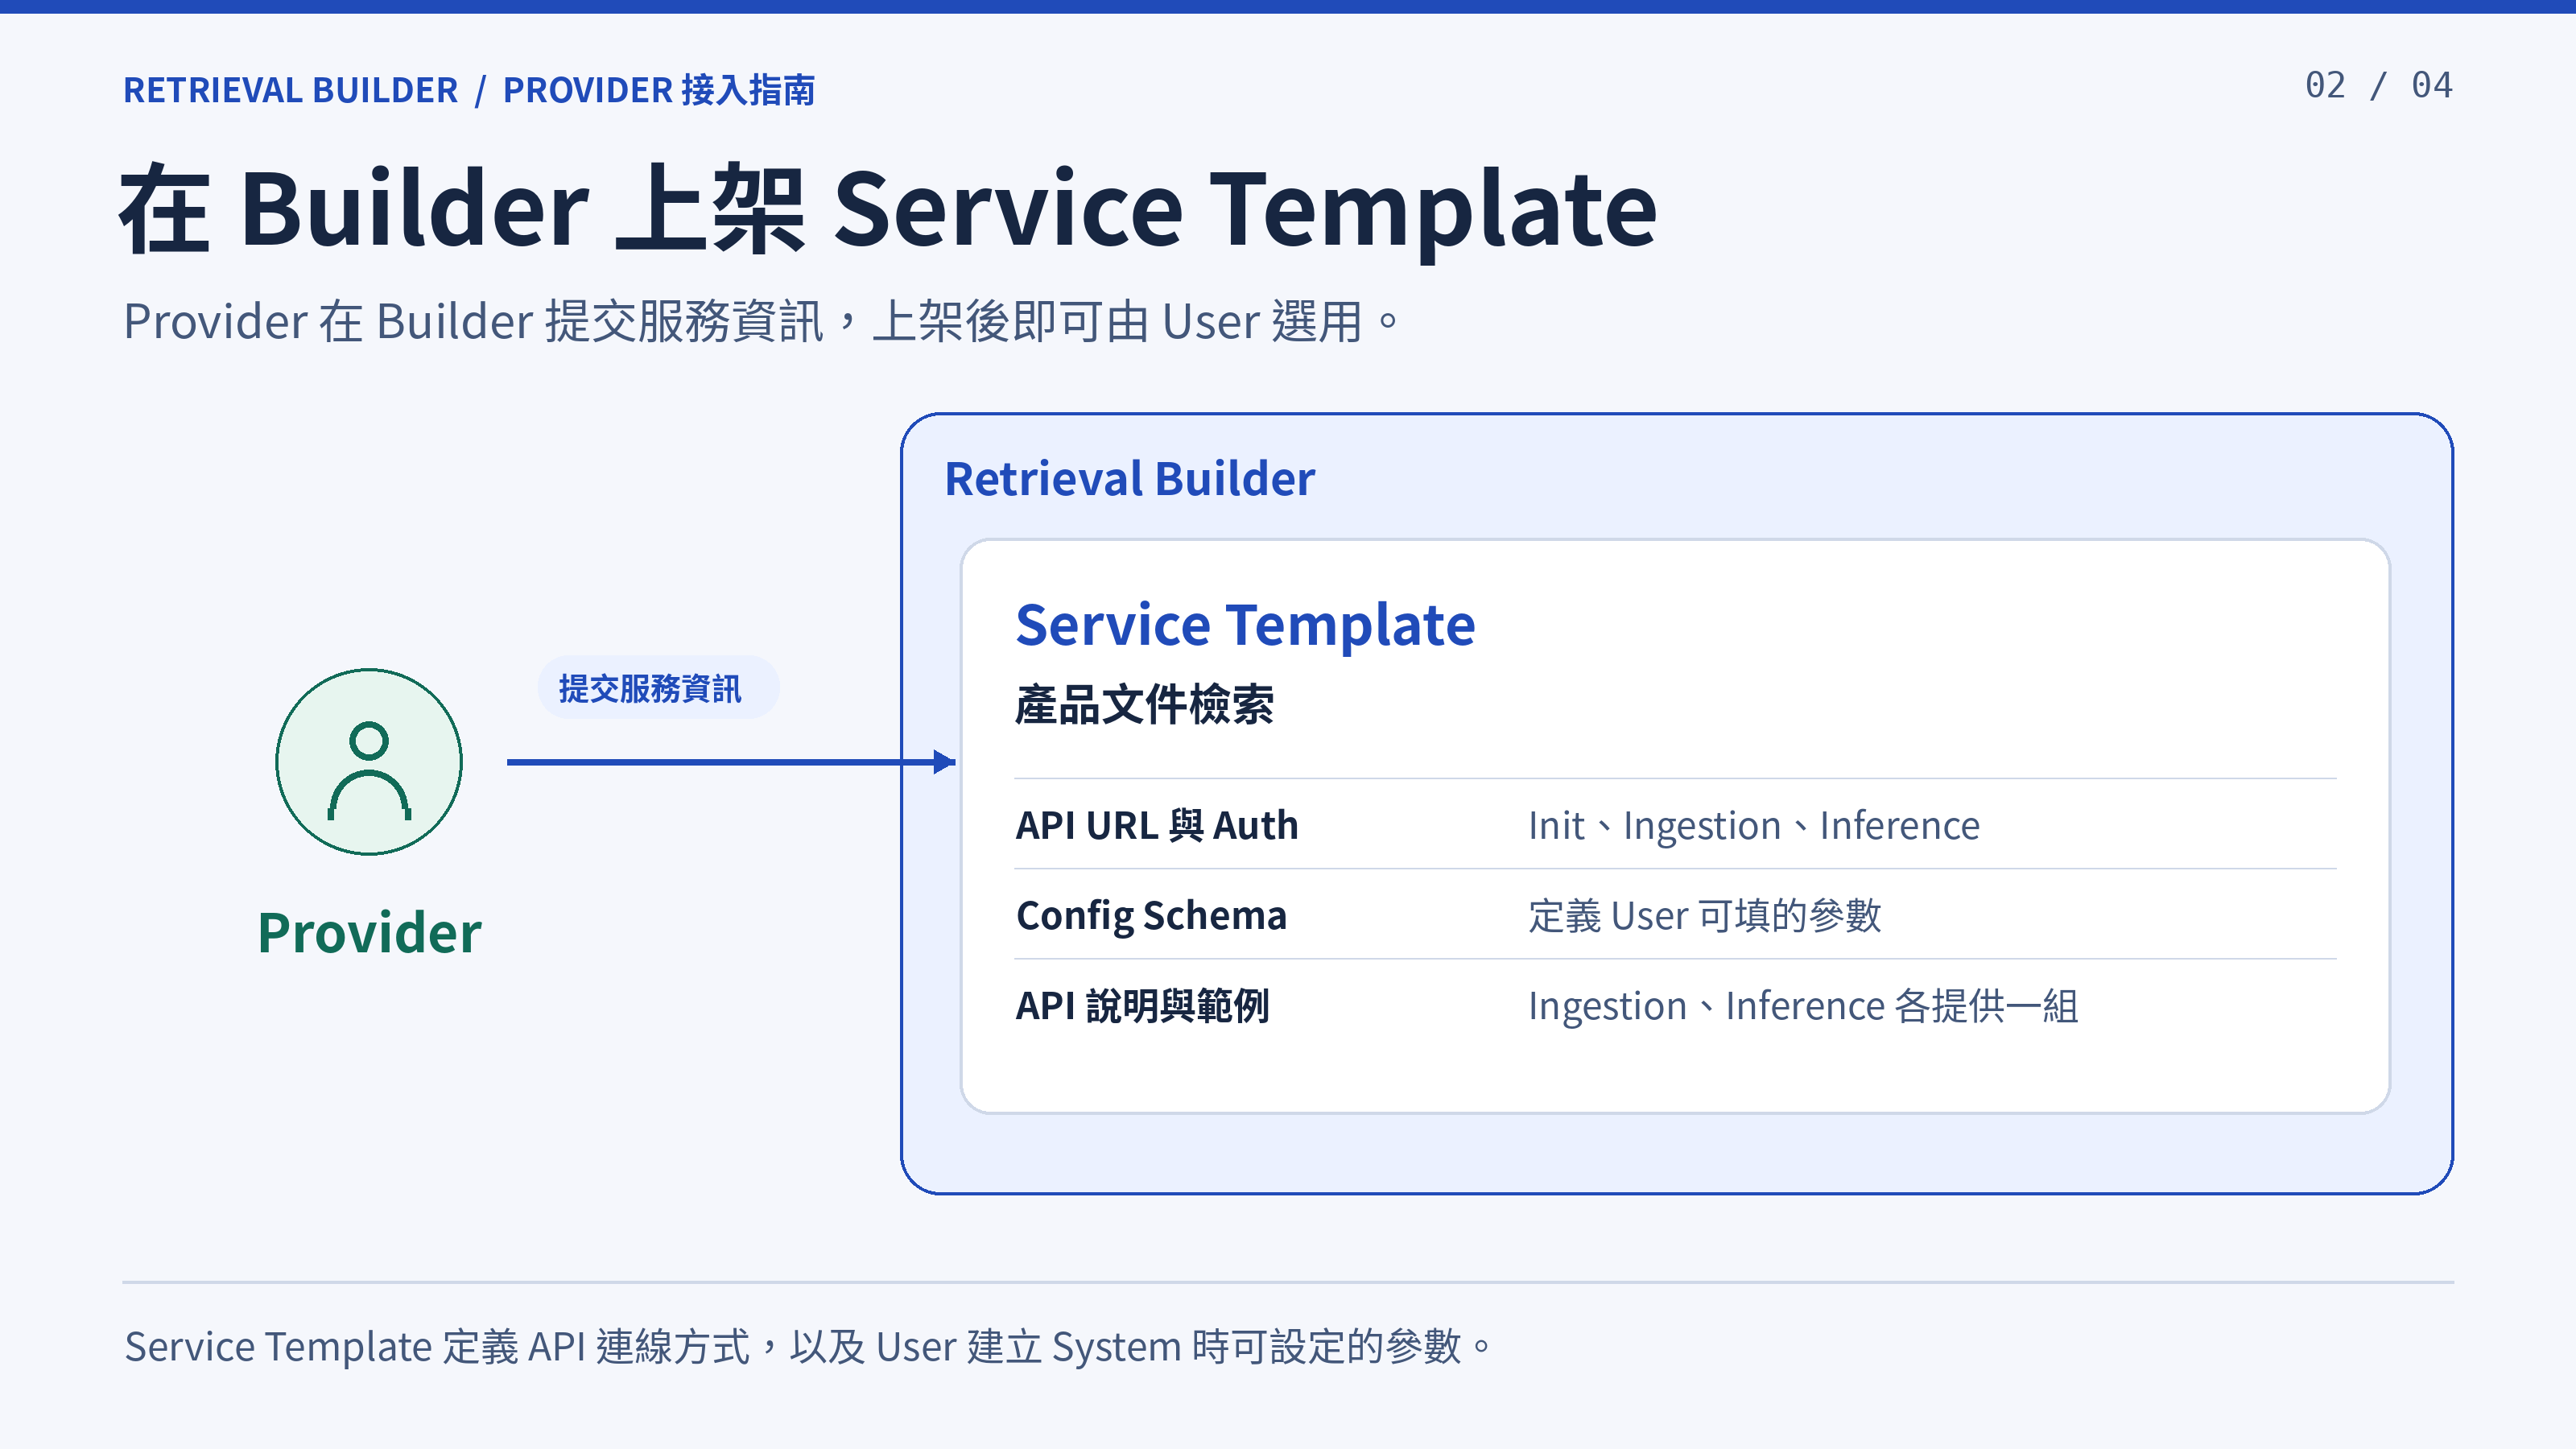 RETRIEVAL BUILDER / PROVIDER 接入指南
02 / 04
在 Builder 上架 Service Template
Provider 在 Builder 提交服務資訊，上架後即可由 User 選用。
Retrieval Builder
Service Template
產品文件檢索
提交服務資訊
Provider
API URL 與 Auth
Init、Ingestion、Inference
Config Schema
定義 User 可填的參數
API 說明與範例
Ingestion、Inference 各提供一組
Service Template 定義 API 連線方式，以及 User 建立 System 時可設定的參數。